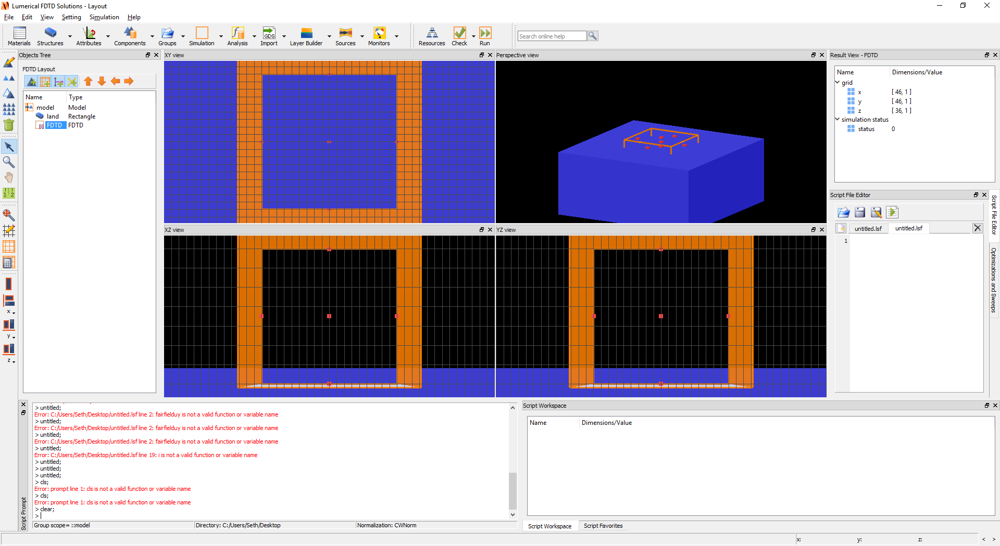 Lumerical FDTD Solutions - Layout
File Edit View Setting Simulation Help
Materials Structures Attributes Components Groups Simulation Analysis Import Layer Builder Sources Monitors Resources Check Run
GDS
Search online help
Objects Tree
FDTD Layout
Name Type
model Model
land Rectangle
FDTD FDTD
1 2
x
y
z
XY view
Perspective view
XZ view
YZ view
Result View - FDTD
Name Dimensions/Value
grid
x [ 46, 1 ]
y [ 46, 1 ]
z [ 36, 1 ]
simulation status
status 0
Script File Editor
untitled.lsf untitled.lsf
1
Script File Editor
Optimizations and Sweeps
Script Prompt
> untitled;
Error: C:/Users/Seth/Desktop/untitled.lsf line 2: fairfielduy is not a valid function or variable name
> untitled;
Error: C:/Users/Seth/Desktop/untitled.lsf line 2: fairfielduy is not a valid function or variable name
> untitled;
Error: C:/Users/Seth/Desktop/untitled.lsf line 2: fairfielduy is not a valid function or variable name
> untitled;
Error: C:/Users/Seth/Desktop/untitled.lsf line 19: i is not a valid function or variable name
> untitled;
> untitled;
> untitled;
> cls;
Error: prompt line 1: cls is not a valid function or variable name
> cls;
Error: prompt line 1: cls is not a valid function or variable name
> clear;
>
Group scope= ::model Directory: C:/Users/Seth/Desktop Normalization: CWNorm
Script Workspace
Name Dimensions/Value
Script Workspace Script Favorites
x: y: z: < >